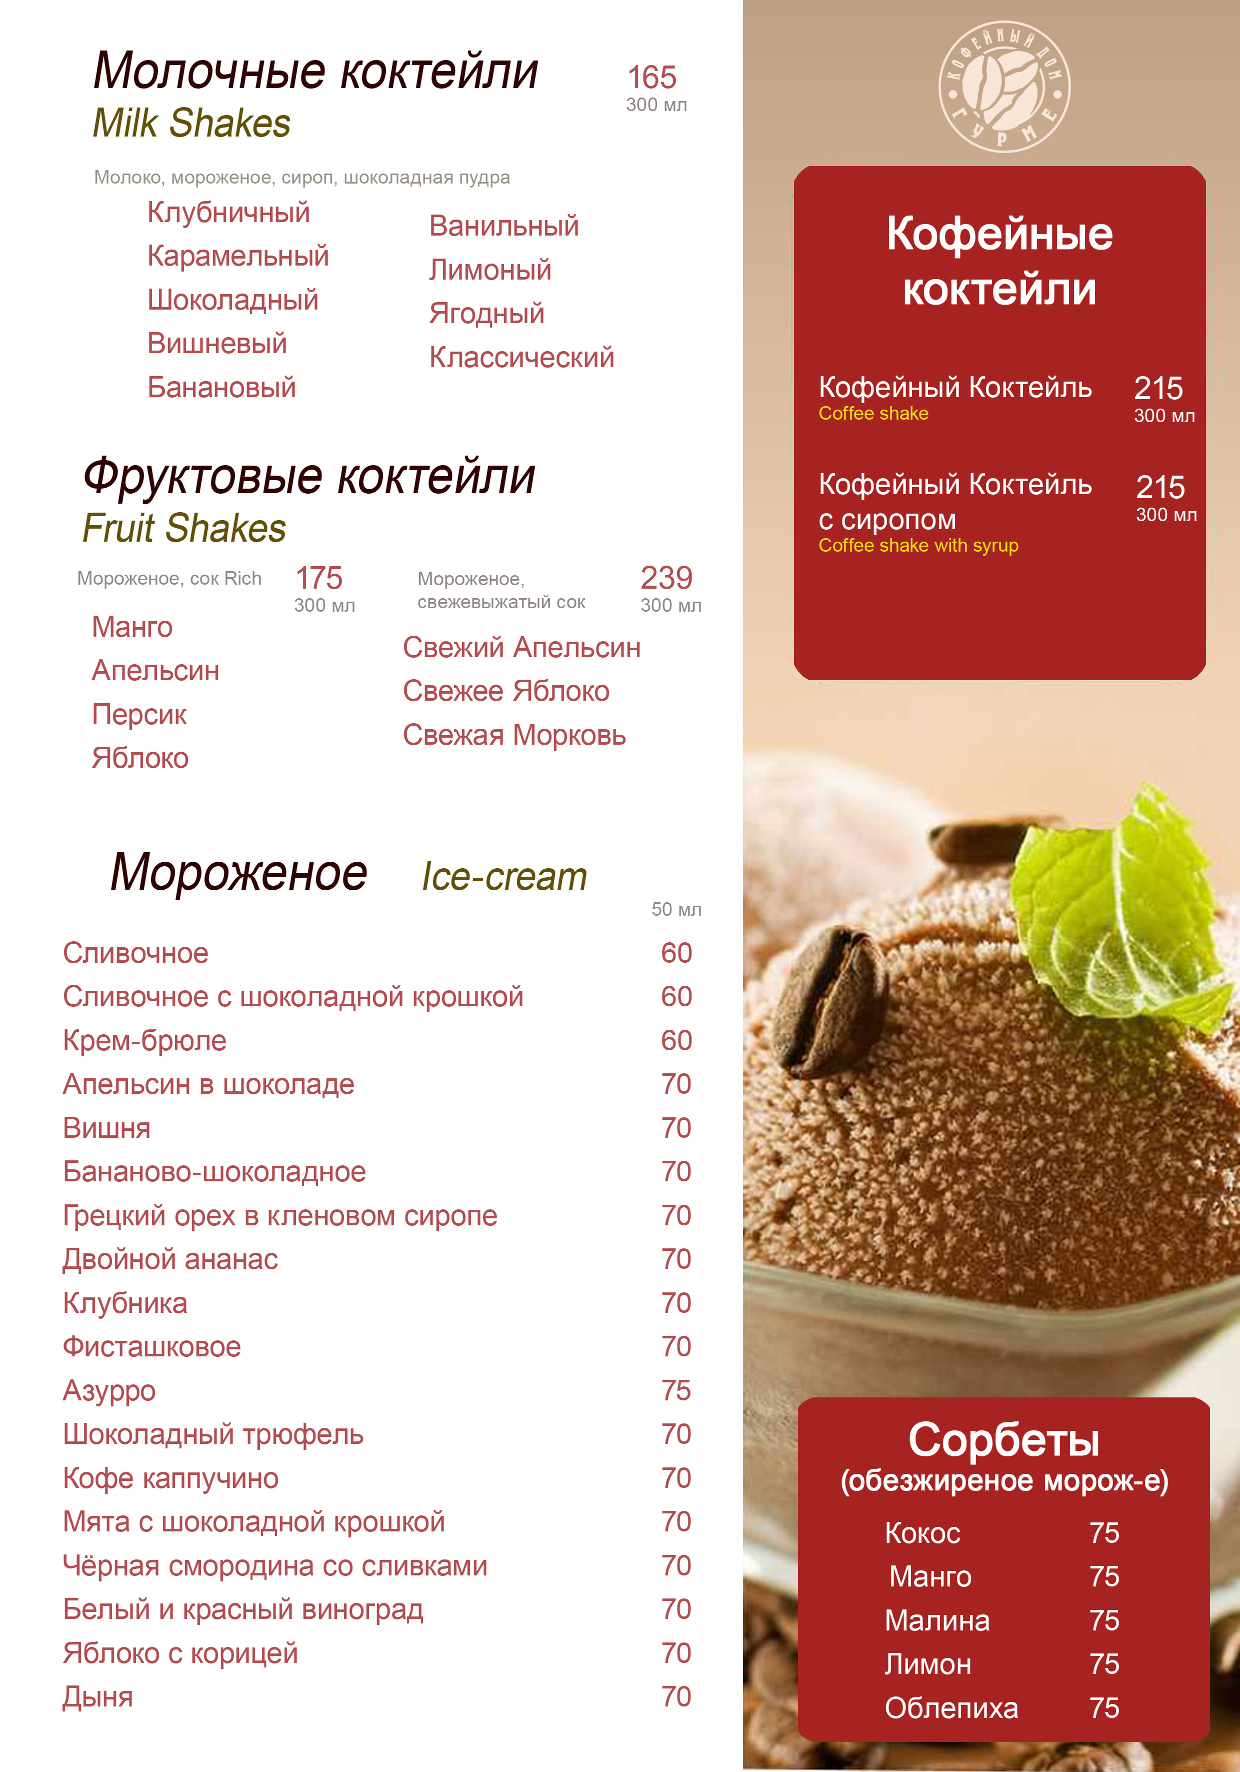 Молочные коктейли
Milk Shakes
165
300 мл
Молоко, мороженое, сироп, шоколадная пудра
Клубничный
Карамельный
Шоколадный
Вишневый
Банановый
Ванильный
Лимоный
Ягодный
Классический
Фруктовые коктейли
Fruit Shakes
Мороженое, сок Rich
175
300 мл
Манго
Апельсин
Персик
Яблоко
Мороженое,
свежевыжатый сок
239
300 мл
Свежий Апельсин
Свежее Яблоко
Свежая Морковь
Мороженое Ice-cream
50 мл
Сливочное 60
Сливочное с шоколадной крошкой 60
Крем-брюле 60
Апельсин в шоколаде 70
Вишня 70
Бананово-шоколадное 70
Грецкий орех в кленовом сиропе 70
Двойной ананас 70
Клубника 70
Фисташковое 70
Азурро 75
Шоколадный трюфель 70
Кофе каппучино 70
Мята с шоколадной крошкой 70
Чёрная смородина со сливками 70
Белый и красный виноград 70
Яблоко с корицей 70
Дыня 70
КОФЕЙНЫЙ ДОМ
ГУРМЕ
Кофейные
коктейли
Кофейный Коктейль 215
Coffee shake 300 мл
Кофейный Коктейль 215
с сиропом 300 мл
Coffee shake with syrup
Сорбеты
(обезжиреное морож-е)
Кокос 75
Манго 75
Малина 75
Лимон 75
Облепиха 75